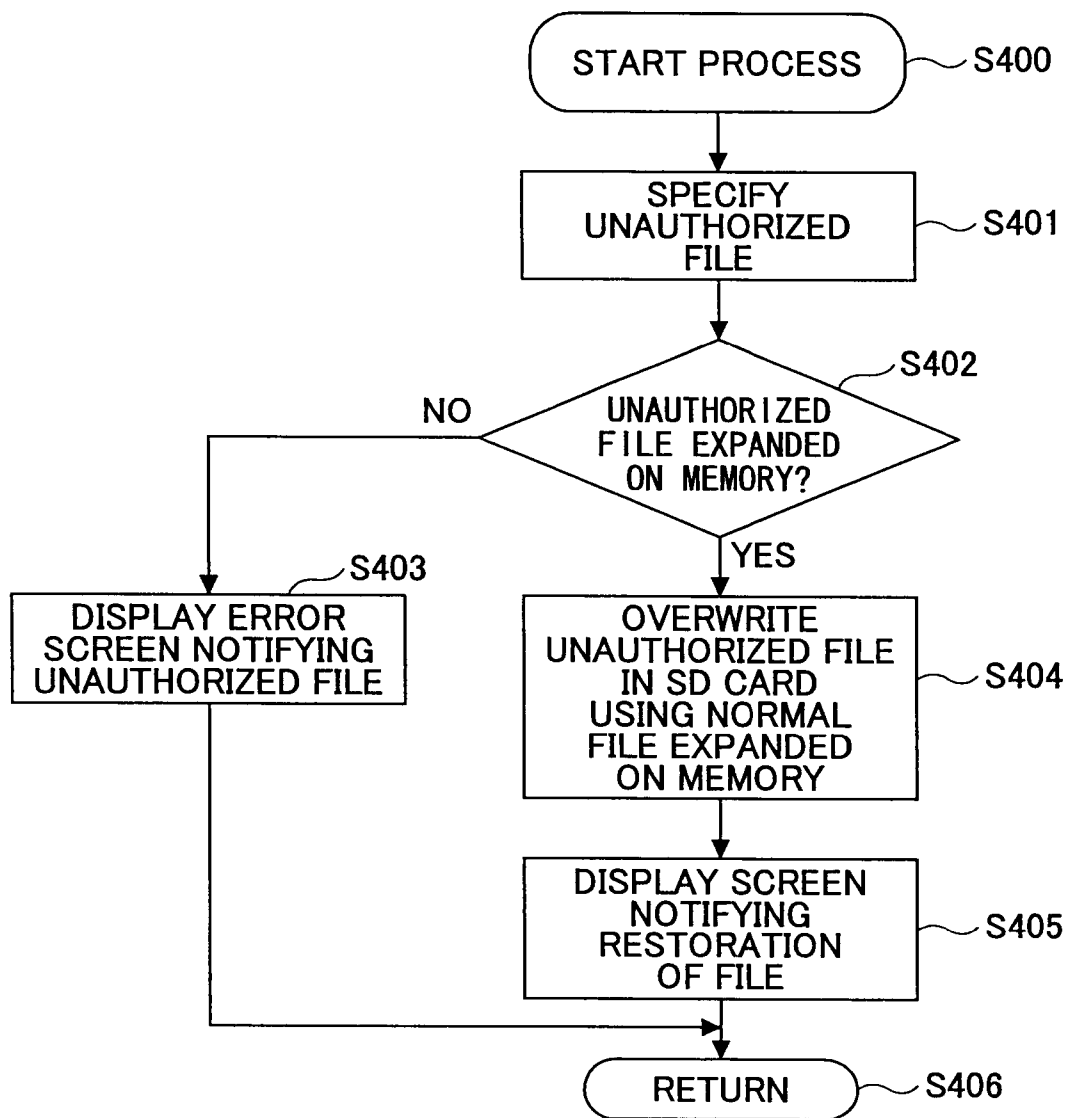 START PROCESS
S400
SPECIFY
UNAUTHORIZED
FILE
S401
S402
UNAUTHORIZED
FILE EXPANDED
ON MEMORY?
NO
YES
S403
DISPLAY ERROR
SCREEN NOTIFYING
UNAUTHORIZED FILE
OVERWRITE
UNAUTHORIZED FILE
IN SD CARD
USING NORMAL
FILE EXPANDED
ON MEMORY
S404
DISPLAY SCREEN
NOTIFYING
RESTORATION
OF FILE
S405
RETURN
S406